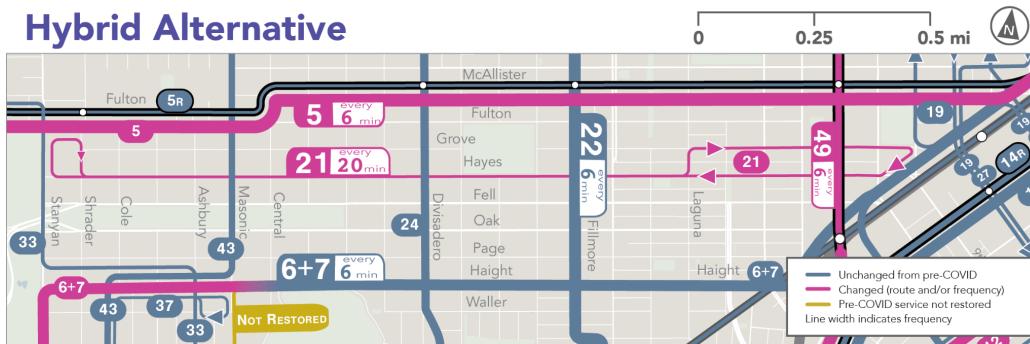 Hybrid Alternative
0 0.25 0.5 mi
N
McAllister
Fulton
5R
5
5 every 6 min
Fulton
Grove
Hayes
21 every 20 min
21
22 every 6 min
49 every 6 min
19
19
19
27
14R
Fell
Oak
Page
Haight
Waller
Stanyan
Shrader
Cole
Ashbury
Masonic
Central
Divisadero
Fillmore
Laguna
24
33
43
6+7 every 6 min
Haight
6+7
6+7
43
37
33
NOT RESTORED
Unchanged from pre-COVID
Changed (route and/or frequency)
Pre-COVID service not restored
Line width indicates frequency